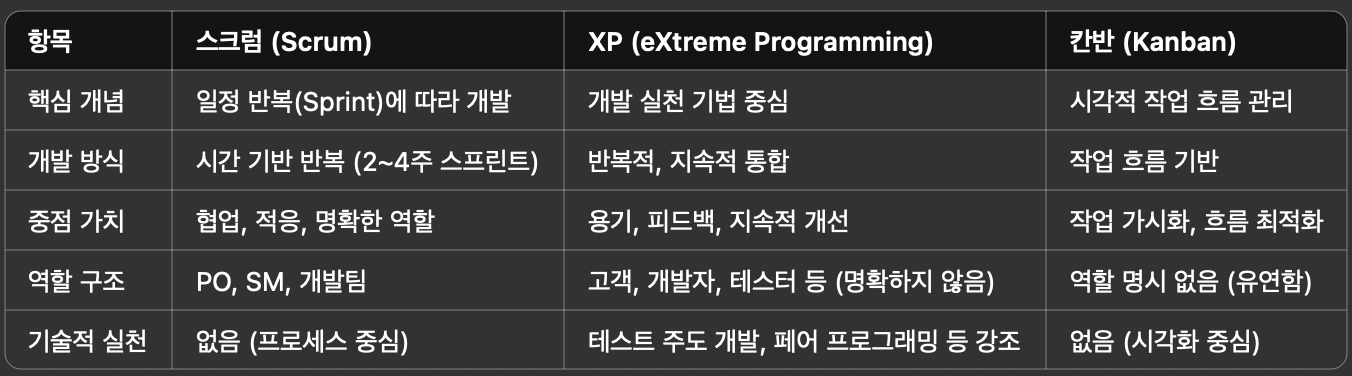 항목 스크럼 (Scrum) XP (eXtreme Programming) 칸반 (Kanban)
핵심 개념 일정 반복(Sprint)에 따라 개발 개발 실천 기법 중심 시각적 작업 흐름 관리
개발 방식 시간 기반 반복 (2~4주 스프린트) 반복적, 지속적 통합 작업 흐름 기반
중점 가치 협업, 적응, 명확한 역할 용기, 피드백, 지속적 개선 작업 가시화, 흐름 최적화
역할 구조 PO, SM, 개발팀 고객, 개발자, 테스터 등 (명확하지 않음) 역할 명시 없음 (유연함)
기술적 실천 없음 (프로세스 중심) 테스트 주도 개발, 페어 프로그래밍 등 강조 없음 (시각화 중심)